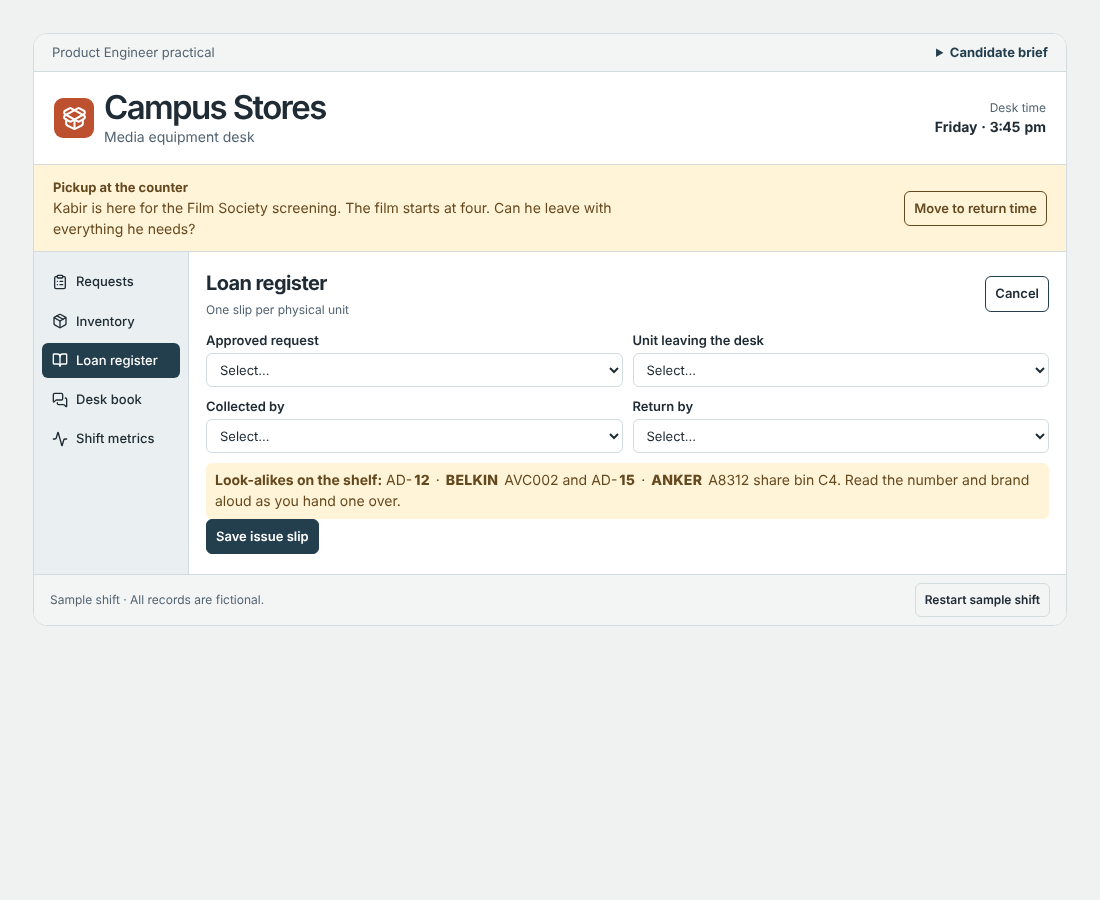 Product Engineer practical
Candidate brief
Campus Stores
Media equipment desk
Desk time
Friday · 3:45 pm
Pickup at the counter
Kabir is here for the Film Society screening. The film starts at four. Can he leave with
everything he needs?
Move to return time
Requests
Inventory
Loan register
Desk book
Shift metrics
Loan register
One slip per physical unit
Cancel
Approved request
Unit leaving the desk
Select...
Select...
Collected by
Return by
Select...
Select...
Look-alikes on the shelf: AD-12 · BELKIN AVC002 and AD-15 · ANKER A8312 share bin C4. Read the number and brand
aloud as you hand one over.
Save issue slip
Sample shift · All records are fictional.
Restart sample shift